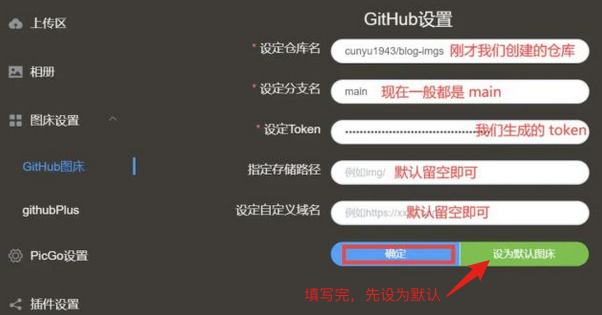 GitHub设置
上传区
相册
图床设置
GitHub图床
githubPlus
PicGo设置
插件设置
* 设定仓库名 cunyu1943/blog-imgs 刚才我们创建的仓库
* 设定分支名 main 现在一般都是 main
* 设定Token 我们生成的 token
指定存储路径 例如img/ 默认留空即可
设定自定义域名 例如https://xx 默认留空即可
确定 设为默认图床
填写完，先设为默认